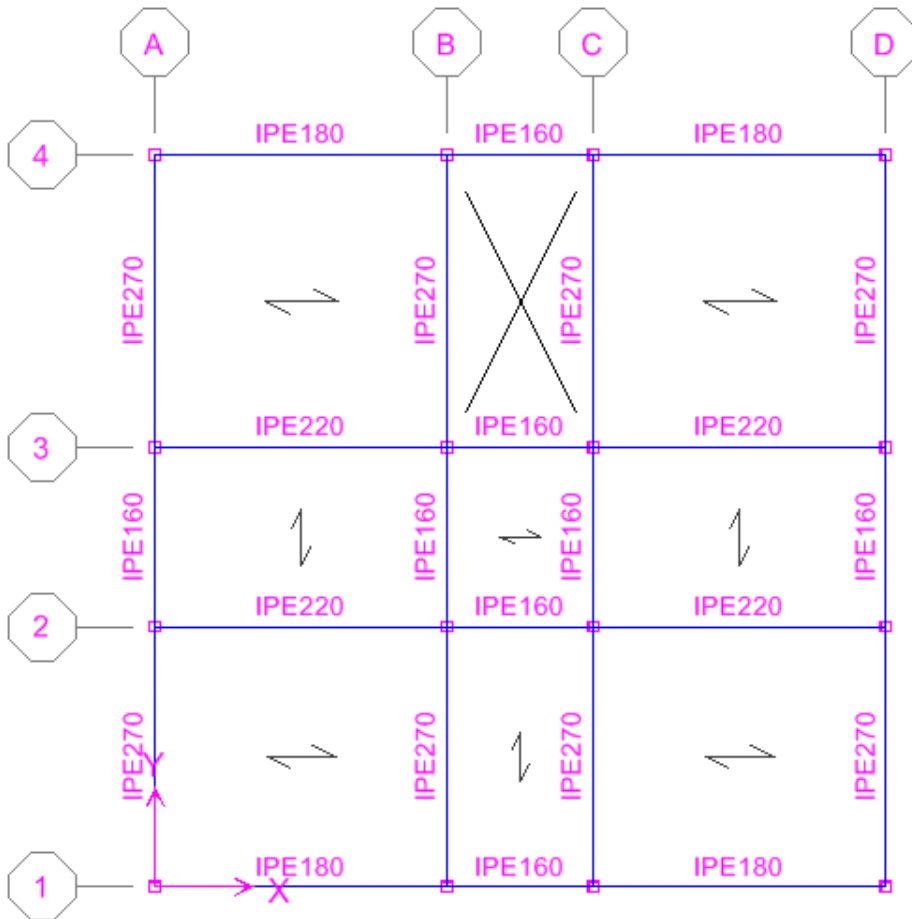 A B C D
4 IPE180 IPE160 IPE180
IPE270 IPE270 IPE270 IPE270
3 IPE220 IPE160 IPE220
IPE160 IPE160 IPE160 IPE160
2 IPE220 IPE160 IPE220
IPE270 IPE270 IPE270 IPE270
Y
1 IPE180 IPE160 IPE180
X